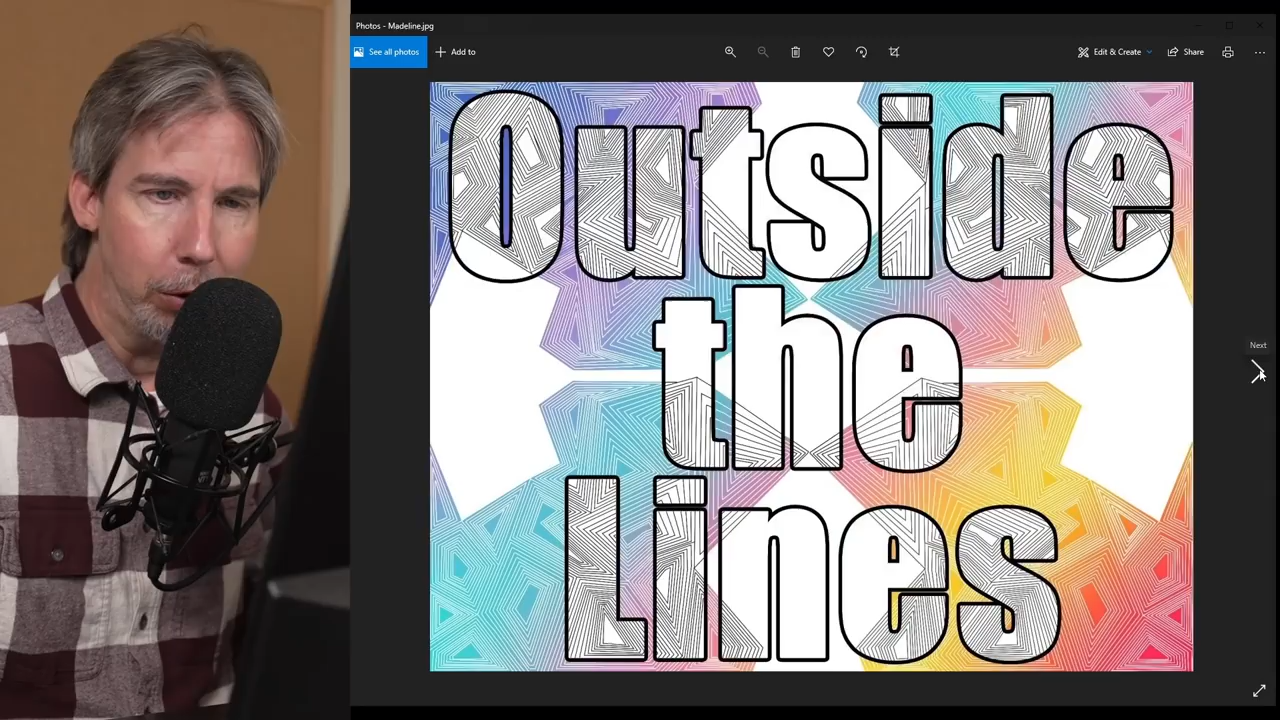 Photos - Madeline.jpg
See all photos
Add to
Edit & Create
Share
Outside
the
Lines
Next